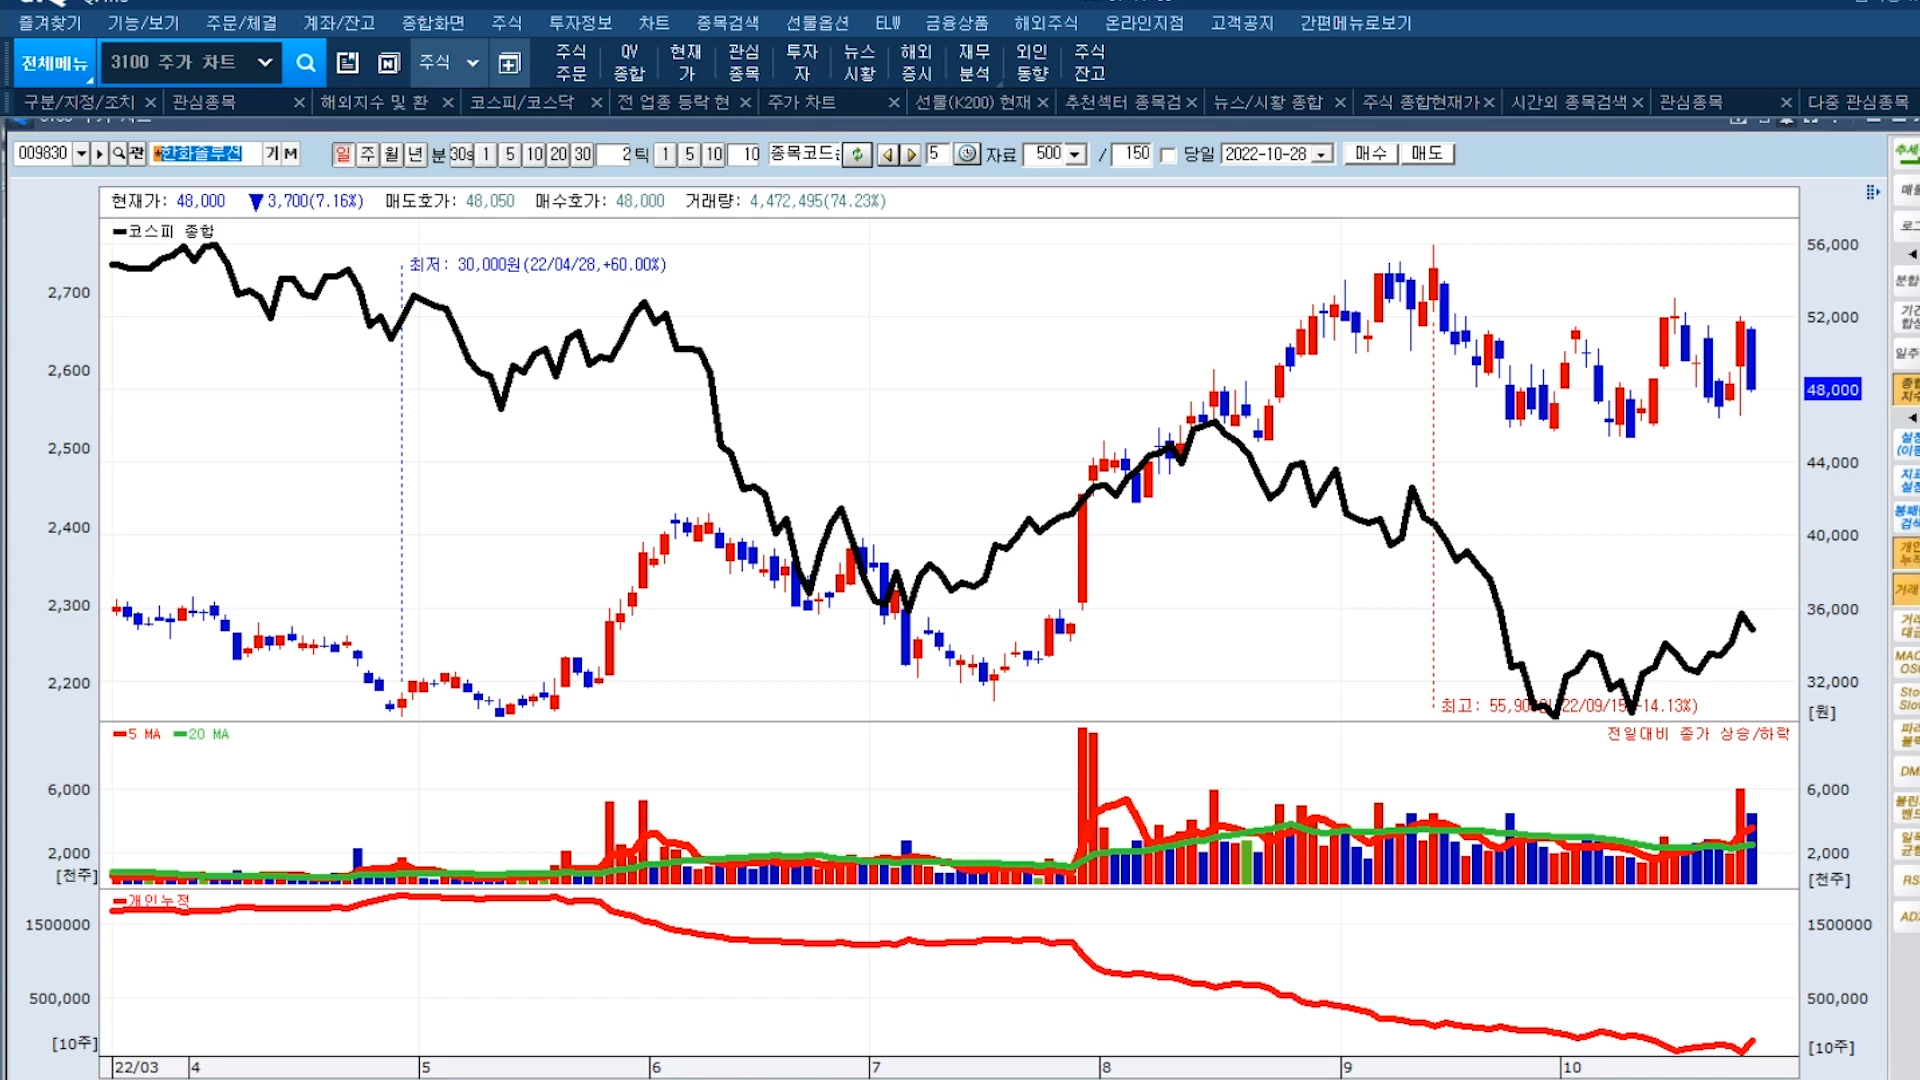 즐겨찾기 기능/보기 주문/체결 계좌/잔고 종합화면 주식 투자정보 차트 종목검색 선물옵션 ELW 금융상품 해외주식 온라인지점 고객공지 간편메뉴로보기
전체메뉴 3100 주가 차트 주식 주식 주문 QV 종합 현재가 관심 종목 투자자 뉴스 시황 해외 증시 재무 분석 외인 동향 주식 잔고
구분/지정/조치 관심종목 해외지수 및 환 코스피/코스닥 전 업종 등락 현 주가 차트 선물(K200) 현재 추천섹터 종목검 뉴스/시황 종합 주식 종합현재가 시간외 종목검색 관심종목 다중 관심종목
009830 관 한화솔루션 기 M 일 주 월 년 분 30s 1 5 10 20 30 2 틱 1 5 10 10 종목코드 5 자료 500 / 150 당일 2022-10-28 매수 매도
현재가: 48,000 ▼3,700(7.16%) 매도호가: 48,050 매수호가: 48,000 거래량: 4,472,495(74.23%)
코스피 종합
최저: 30,000원(22/04/28,+60.00%)
2,700
2,600
2,500
2,400
2,300
2,200
56,000
52,000
48,000
44,000
40,000
36,000
32,000
[원]
최고: 55,90 22/09/15 -14.13%)
5 MA 20 MA
전일대비 종가 상승/하락
6,000
2,000
[천주]
6,000
2,000
[천주]
개인누적
1500000
500,000
[10주]
1500000
500,000
[10주]
22/03 4 5 6 7 8 9 10